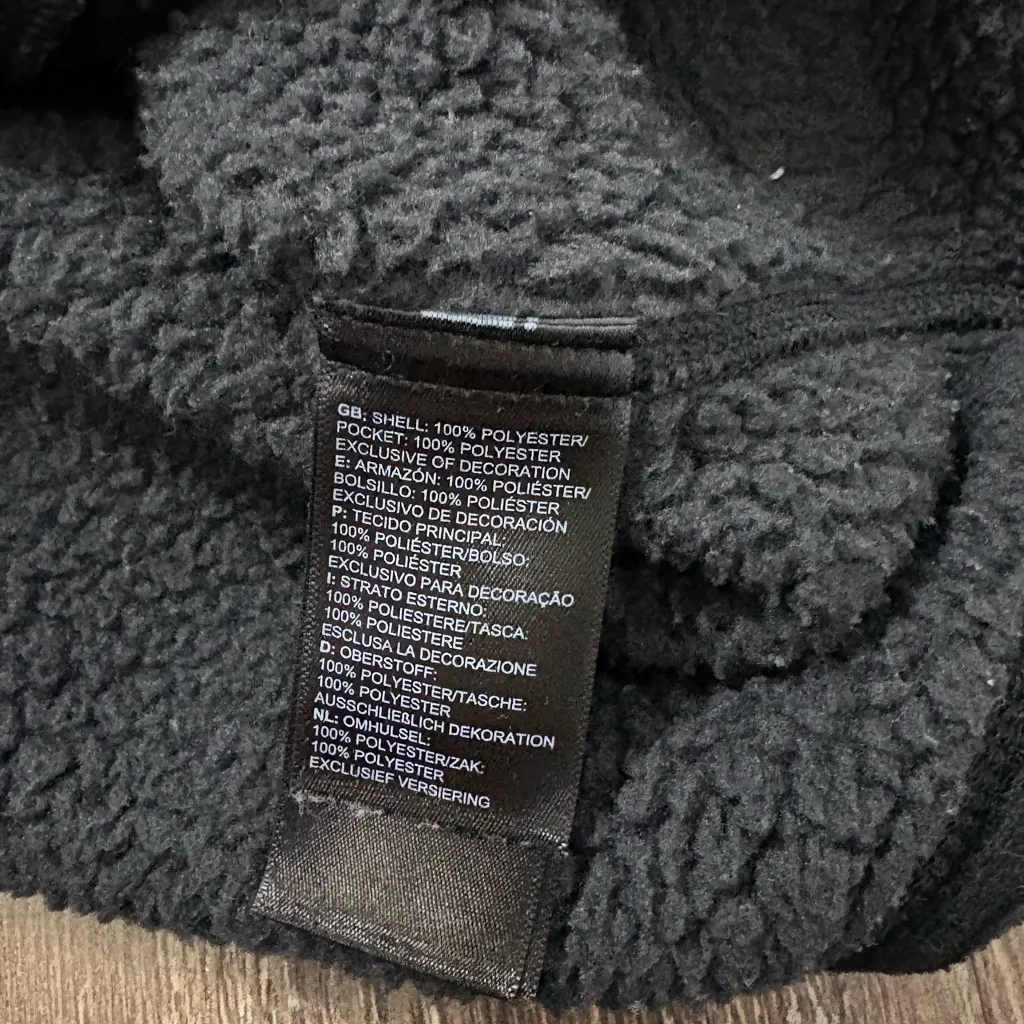 GB: SHELL: 100% POLYESTER/
POCKET: 100% POLYESTER
EXCLUSIVE OF DECORATION
E: ARMAZÓN: 100% POLIÉSTER/
BOLSILLO: 100% POLIÉSTER
EXCLUSIVO DE DECORACIÓN
P: TECIDO PRINCIPAL:
100% POLIÉSTER/BOLSO:
100% POLIÉSTER
EXCLUSIVO PARA DECORAÇÃO
I: STRATO ESTERNO:
100% POLIESTERE/TASCA:
100% POLIESTERE
ESCLUSA LA DECORAZIONE
D: OBERSTOFF:
100% POLYESTER/TASCHE:
100% POLYESTER
AUSSCHLIEßLICH DEKORATION
NL: OMHULSEL:
100% POLYESTER/ZAK:
100% POLYESTER
EXCLUSIEF VERSIERING